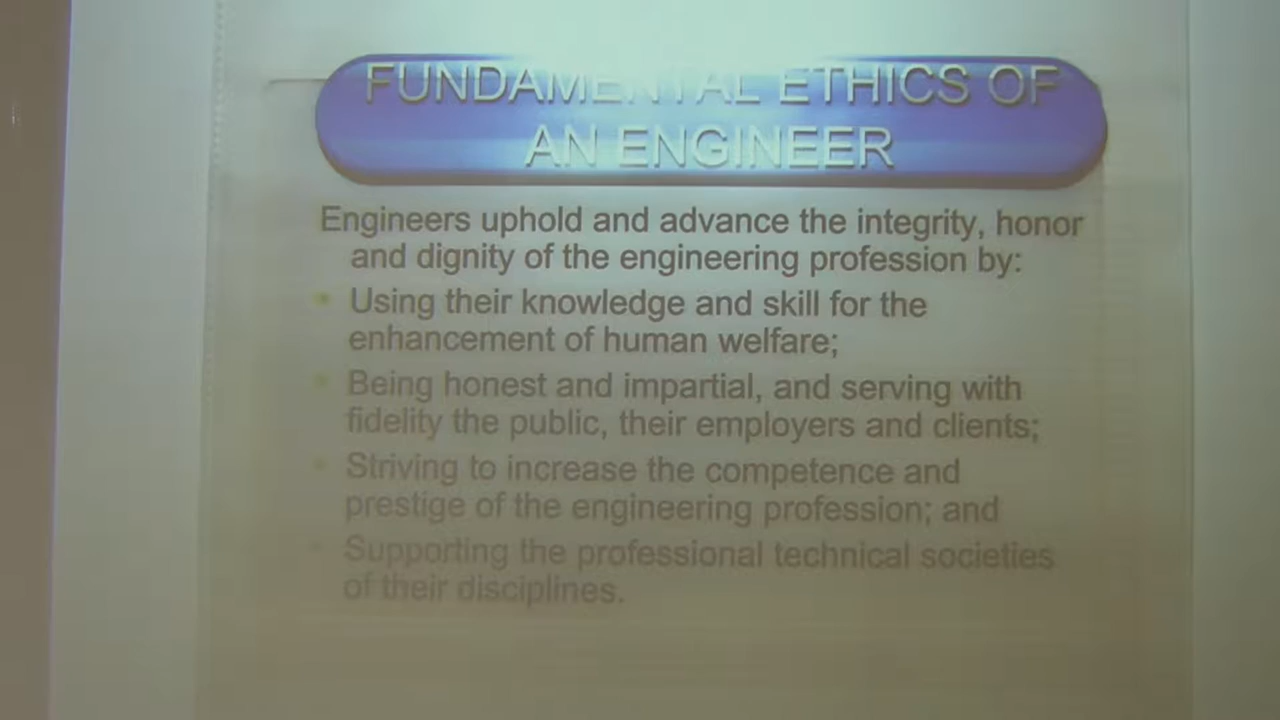 FUNDAMENTAL ETHICS OF
AN ENGINEER
Engineers uphold and advance the integrity, honor
and dignity of the engineering profession by:
Using their knowledge and skill for the
enhancement of human welfare;
Being honest and impartial, and serving with
fidelity the public, their employers and clients;
Striving to increase the competence and
prestige of the engineering profession; and
Supporting the professional technical societies
of their disciplines.